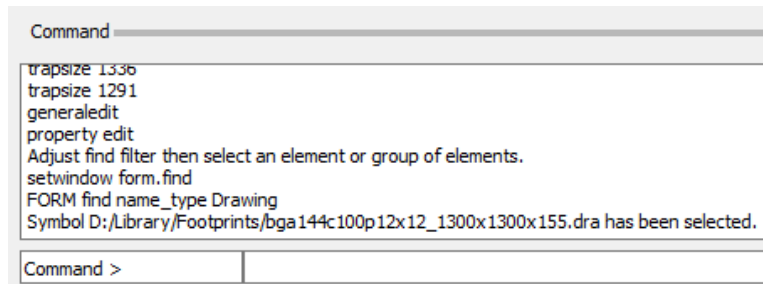 Command
trapsize 1336
trapsize 1291
generaledit
property edit
Adjust find filter then select an element or group of elements.
setwindow form.find
FORM find name_type Drawing
Symbol D:/Library/Footprints/bga144c100p12x12_1300x1300x155.dra has been selected.
Command >